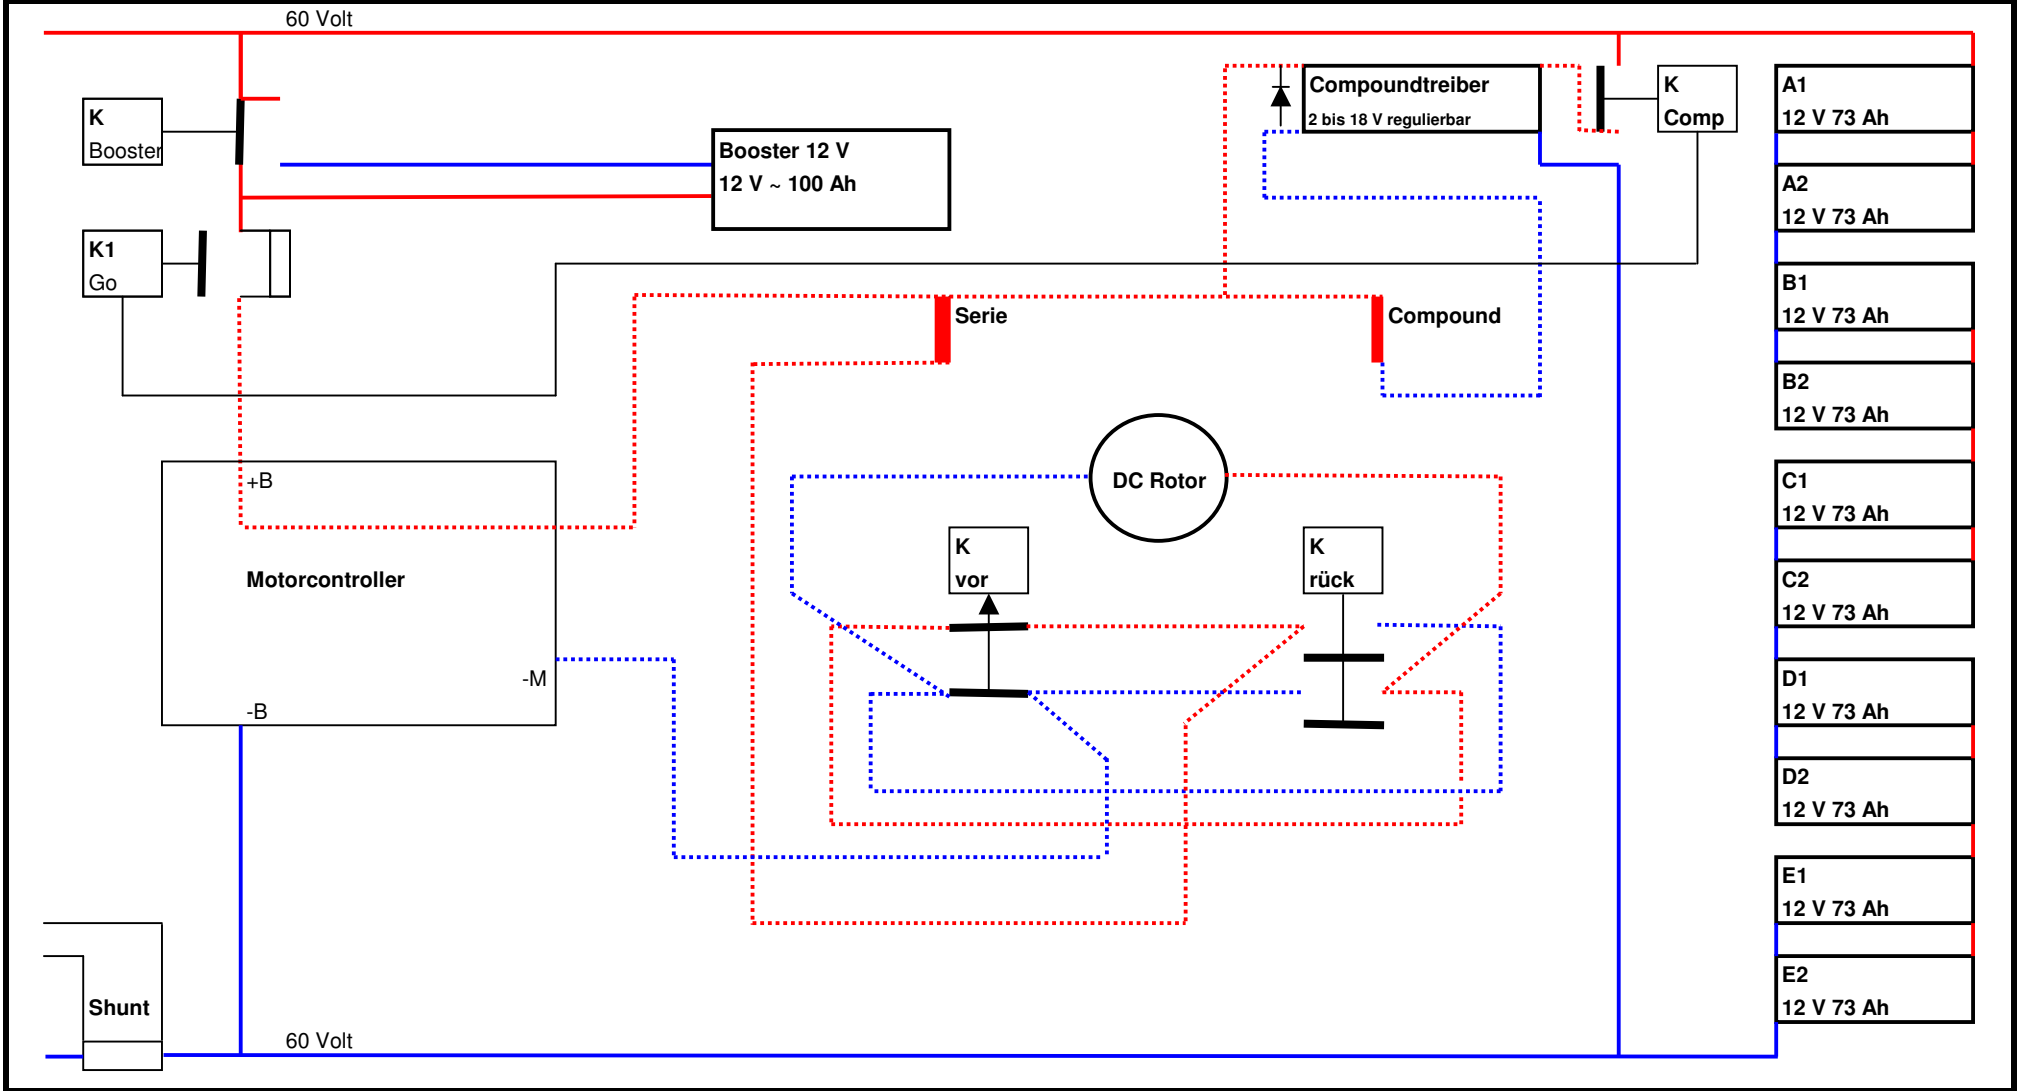 60 Volt
K
Booster
Booster 12 V
12 V ~ 100 Ah
Compoundtreiber
2 bis 18 V regulierbar
K
Comp
A1
12 V 73 Ah
A2
12 V 73 Ah
K1
Go
Serie
Compound
B1
12 V 73 Ah
B2
12 V 73 Ah
+B
Motorcontroller
-M
-B
DC Rotor
K
vor
K
rück
C1
12 V 73 Ah
C2
12 V 73 Ah
D1
12 V 73 Ah
D2
12 V 73 Ah
E1
12 V 73 Ah
E2
12 V 73 Ah
Shunt
60 Volt